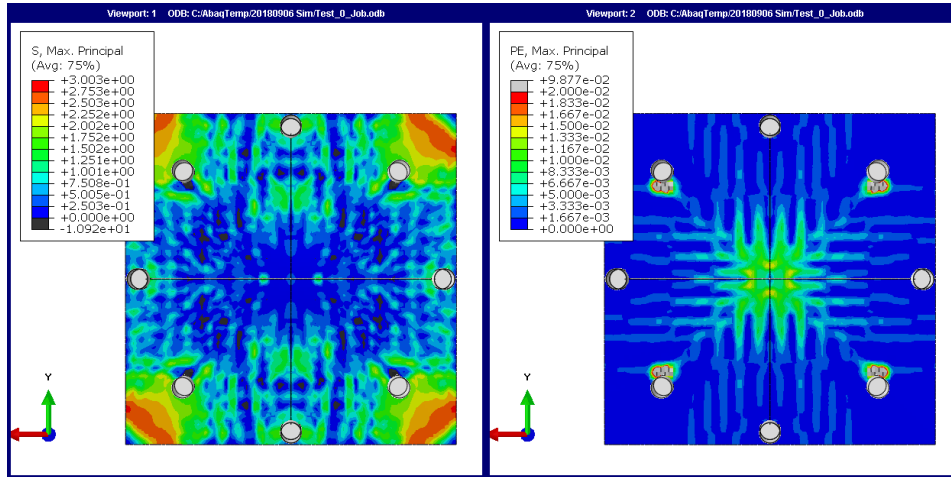 Viewport: 1 ODB: C:/AbaqTemp/20180906 Sim/Test_0_Job.odb
S, Max. Principal
(Avg: 75%)
+3.003e+00
+2.753e+00
+2.503e+00
+2.252e+00
+2.002e+00
+1.752e+00
+1.502e+00
+1.251e+00
+1.001e+00
+7.508e-01
+5.005e-01
+2.503e-01
+0.000e+00
-1.092e+01
Y
Viewport: 2 ODB: C:/AbaqTemp/20180906 Sim/Test_0_Job.odb
PE, Max. Principal
(Avg: 75%)
+9.877e-02
+2.000e-02
+1.833e-02
+1.667e-02
+1.500e-02
+1.333e-02
+1.167e-02
+1.000e-02
+8.333e-03
+6.667e-03
+5.000e-03
+3.333e-03
+1.667e-03
+0.000e+00
Y